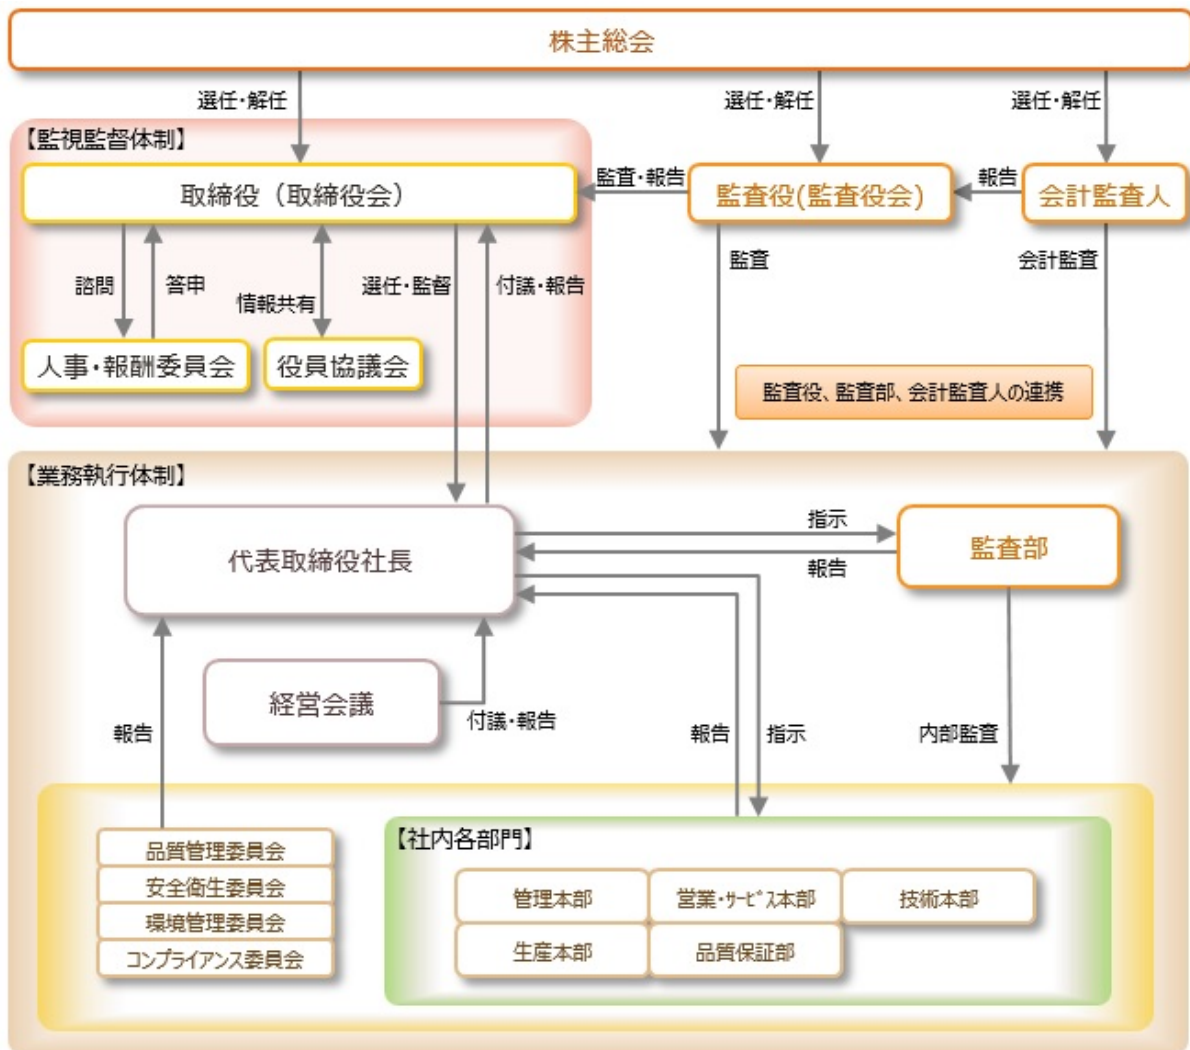 株主総会
選任・解任
選任・解任
選任・解任
【監視監督体制】
取締役（取締役会）
監査・報告
監査役(監査役会)
報告
会計監査人
諮問
答申
情報共有
選任・監督
付議・報告
監査
会計監査
人事・報酬委員会
役員協議会
監査役、監査部、会計監査人の連携
【業務執行体制】
代表取締役社長
指示
報告
監査部
経営会議
付議・報告
報告
報告
指示
内部監査
品質管理委員会
安全衛生委員会
環境管理委員会
コンプライアンス委員会
【社内各部門】
管理本部
営業・ｻｰﾋﾞｽ本部
技術本部
生産本部
品質保証部